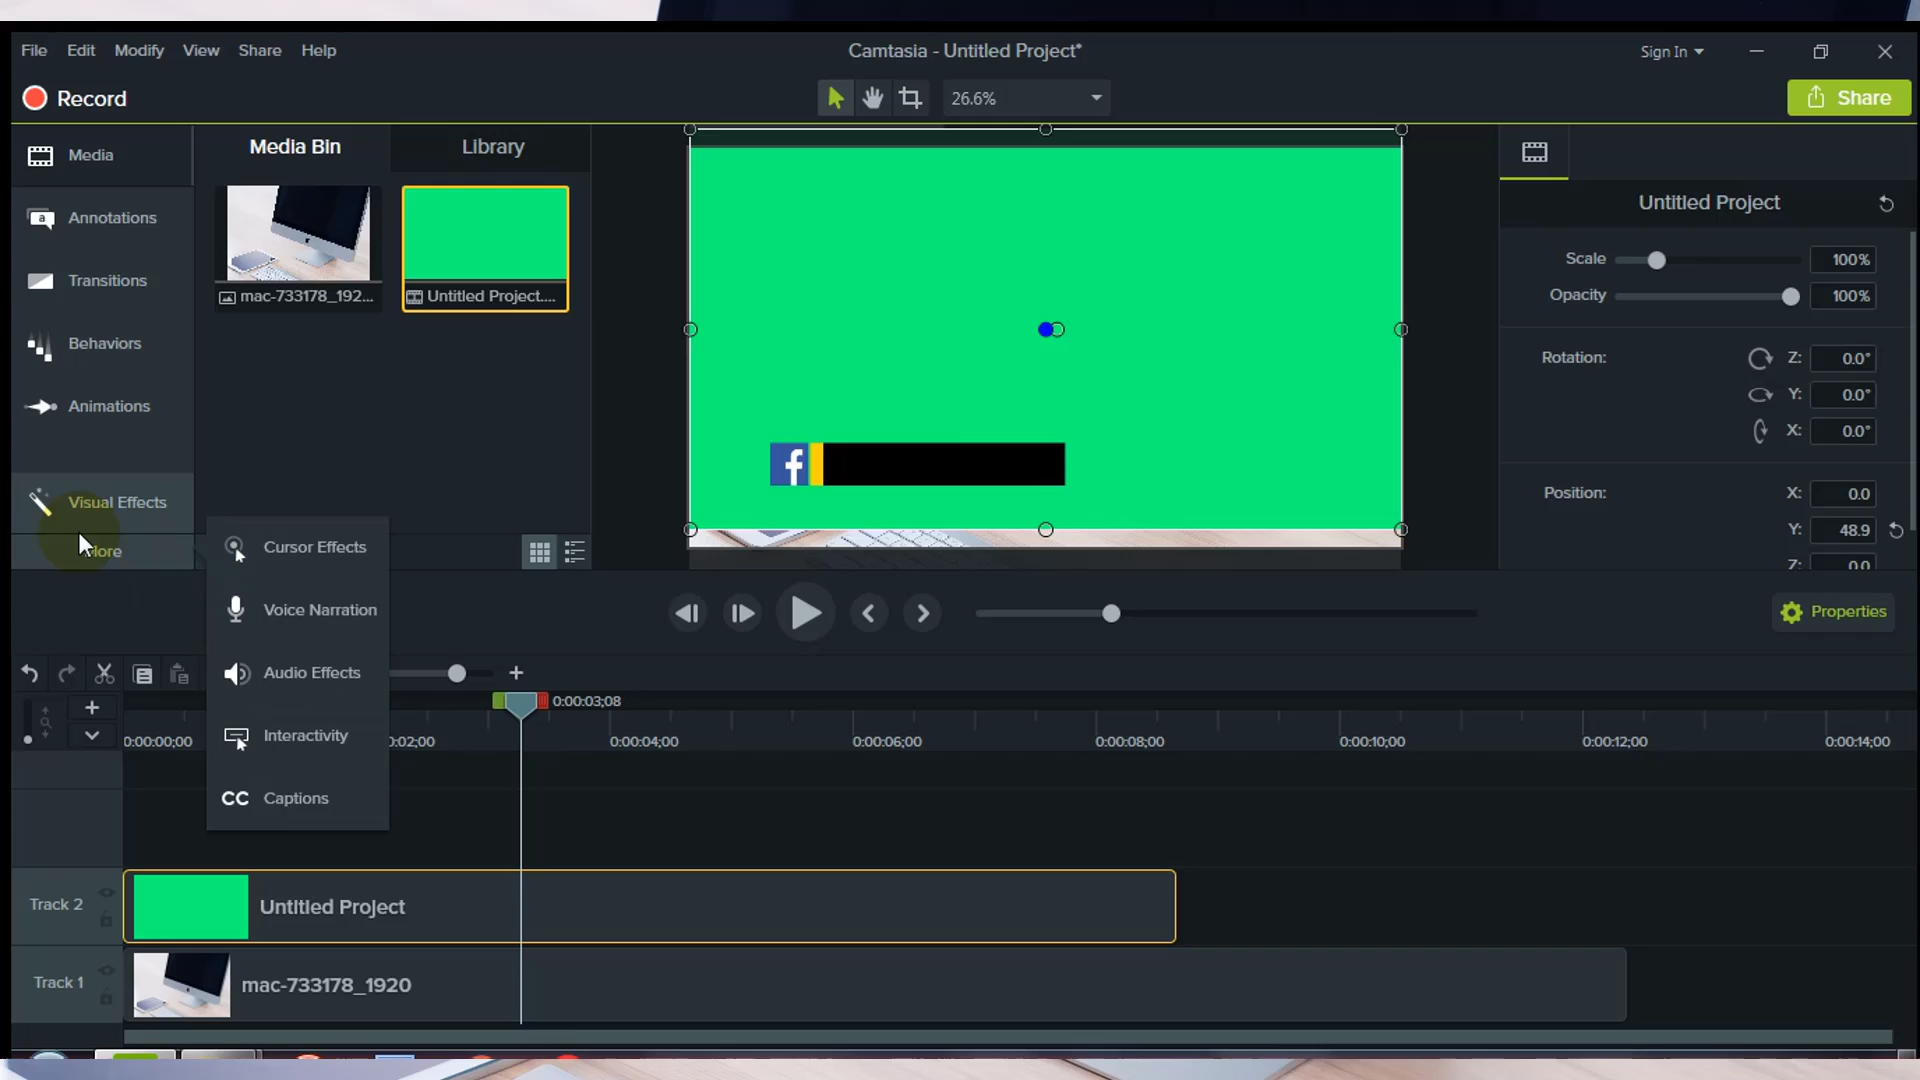 File Edit Modify View Share Help
Camtasia - Untitled Project*
Sign In
Record
26.6%
Share
Media
Annotations
Transitions
Behaviors
Animations
Visual Effects
Media Bin
Library
mac-733178_192...
Untitled Project....
f
Untitled Project
Scale 100%
Opacity 100%
Rotation: Z: 0.0°
Y: 0.0°
X: 0.0°
Position: X: 0.0
Y: 48.9
Z: 0.0
Properties
Cursor Effects
Voice Narration
Audio Effects
Interactivity
CC Captions
0:00:03;08
0:00:00;00
0:00:04;00
0:00:06;00
0:00:08;00
0:00:10;00
0:00:12;00
0:00:14;00
Track 2
Untitled Project
Track 1
mac-733178_1920